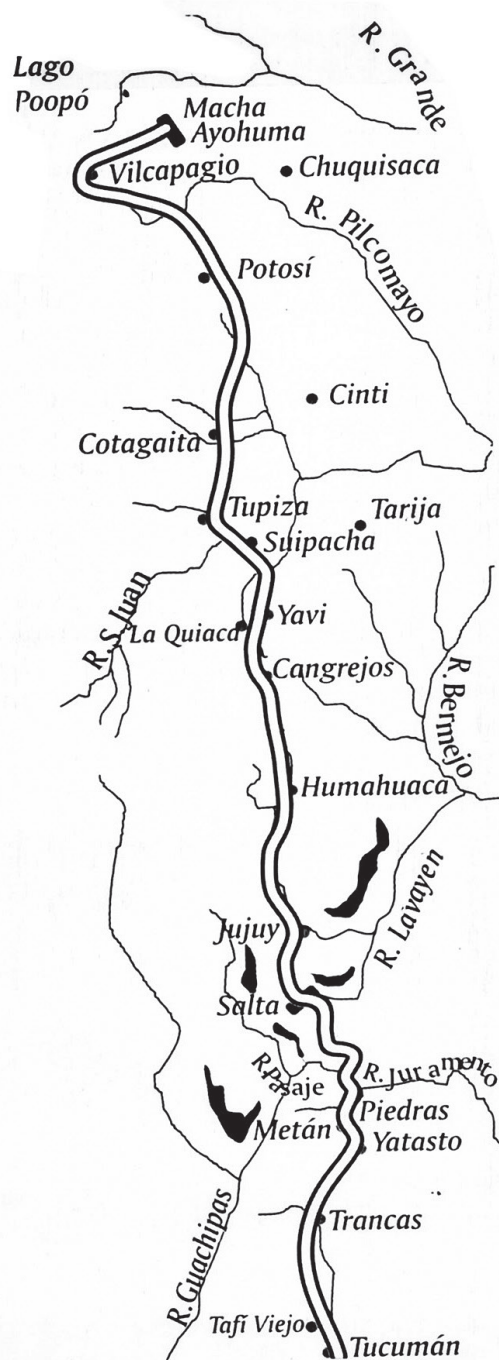 R. Grande
Lago
Poopó
Macha
Ayohuma
Vilcapagio
Chuquisaca
R. Pilcomayo
Potosí
Cinti
Cotagaita
Tupiza
Tarija
Suipacha
R. S. Juan
Yavi
La Quiaca
Cangrejos
R. Bermejo
Humahuaca
Jujuy
R. Lavayen
Salta
R. Pasaje
R. Juramento
Piedras
Metán
Yatasto
Trancas
R. Guachipas
Tafí Viejo
Tucumán